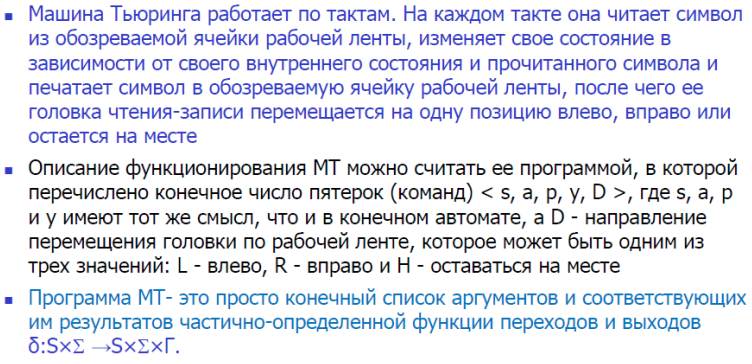 ▪ Машина Тьюринга работает по тактам. На каждом такте она читает символ
из обозреваемой ячейки рабочей ленты, изменяет свое состояние в
зависимости от своего внутреннего состояния и прочитанного символа и
печатает символ в обозреваемую ячейку рабочей ленты, после чего ее
головка чтения-записи перемещается на одну позицию влево, вправо или
остается на месте
▪ Описание функционирования МТ можно считать ее программой, в которой
перечислено конечное число пятерок (команд) < s, a, p, y, D >, где s, a, p
и y имеют тот же смысл, что и в конечном автомате, а D - направление
перемещения головки по рабочей ленте, которое может быть одним из
трех значений: L - влево, R - вправо и H - оставаться на месте
▪ Программа МТ- это просто конечный список аргументов и соответствующих
им результатов частично-определенной функции переходов и выходов
δ:S×Σ →S×Σ×Г.